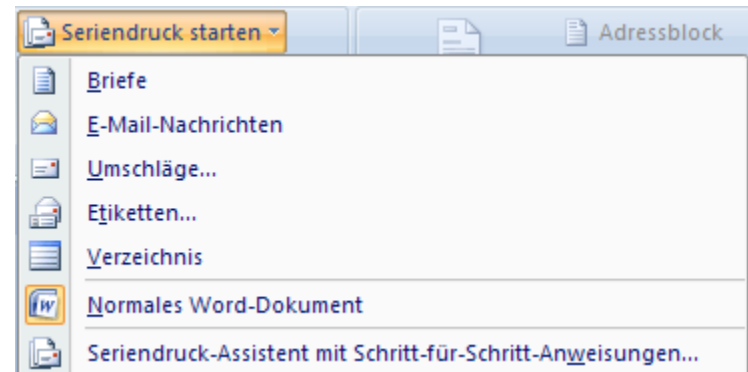 Seriendruck starten
Adressblock
Briefe
E-Mail-Nachrichten
Umschläge...
Etiketten...
Verzeichnis
Normales Word-Dokument
Seriendruck-Assistent mit Schritt-für-Schritt-Anweisungen...